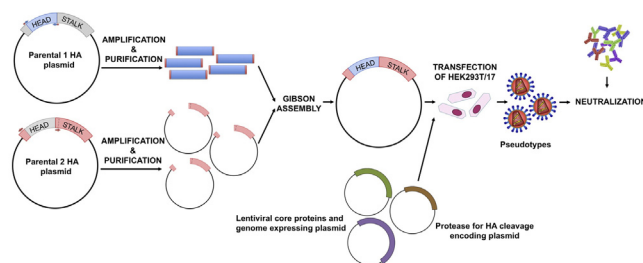 HEAD
STALK
Parental 1 HA
plasmid
AMPLIFICATION
&
PURIFICATION
HEAD
STALK
Parental 2 HA
plasmid
AMPLIFICATION
&
PURIFICATION
GIBSON
ASSEMBLY
HEAD
STALK
TRANSFECTION
OF HEK293T/17
Pseudotypes
NEUTRALIZATION
Lentiviral core proteins and
genome expressing plasmid
Protease for HA cleavage
encoding plasmid